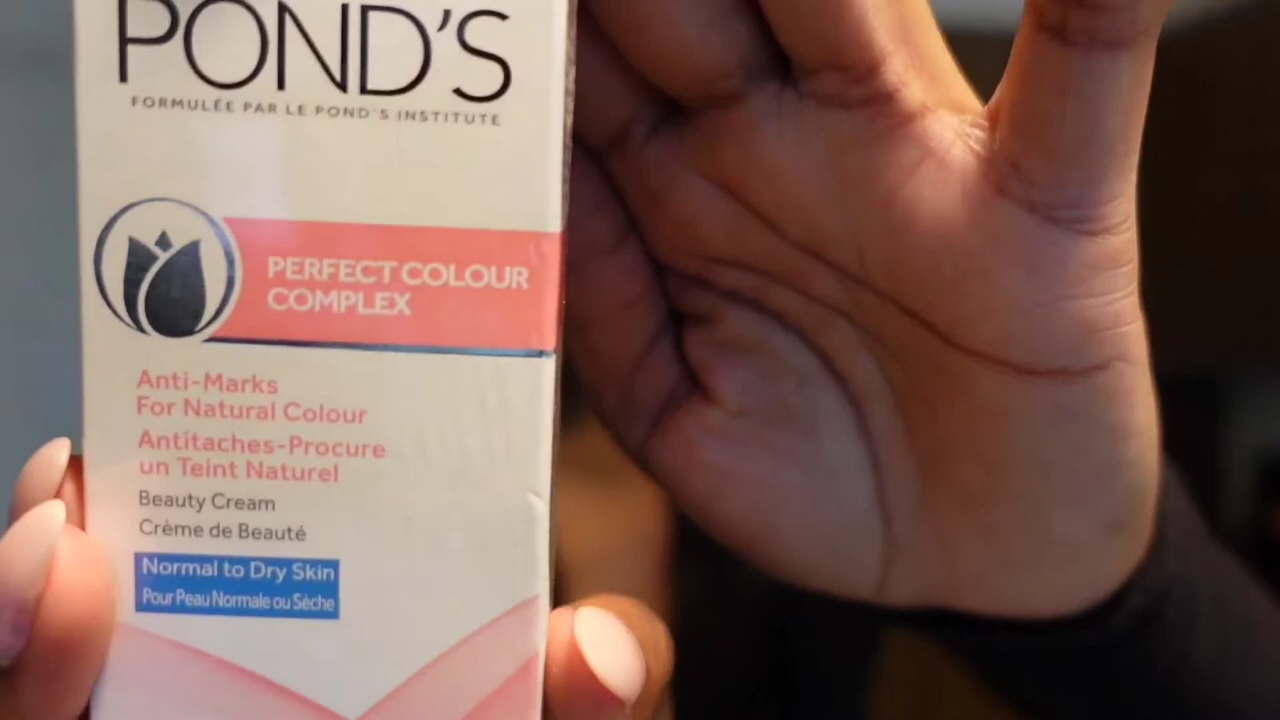 POND'S
FORMULÉE PAR LE POND'S INSTITUTE
PERFECT COLOUR
COMPLEX
Anti-Marks
For Natural Colour
Antitaches-Procure
un Teint Naturel
Beauty Cream
Crème de Beauté
Normal to Dry Skin
Pour Peau Normale ou Sèche